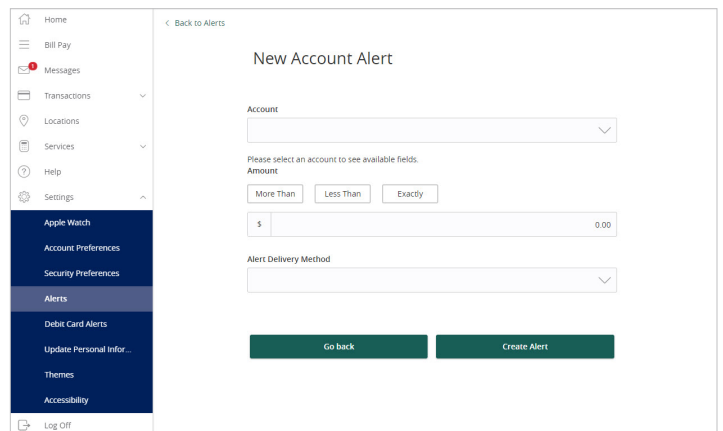 Home
Bill Pay
1
Messages
Transactions
Locations
Services
? Help
Settings
Apple Watch
Account Preferences
Security Preferences
Alerts
Debit Card Alerts
Update Personal Infor...
Themes
Accessibility
Log Off
< Back to Alerts
New Account Alert
Account
Please select an account to see available fields.
Amount
More Than Less Than Exactly
$ 0.00
Alert Delivery Method
Go back Create Alert